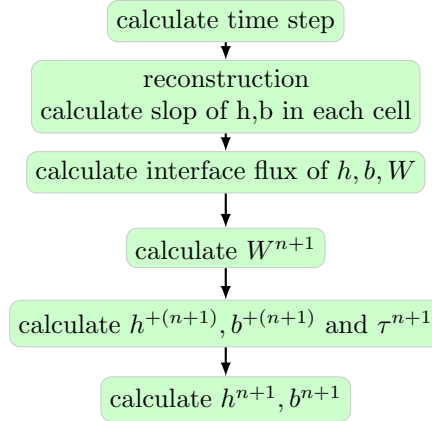 calculate time step
reconstruction
calculate slop of h,b in each cell
calculate interface flux of h, b, W
calculate W^{n+1}
calculate h^{+(n+1)}, b^{+(n+1)} and τ^{n+1}
calculate h^{n+1}, b^{n+1}